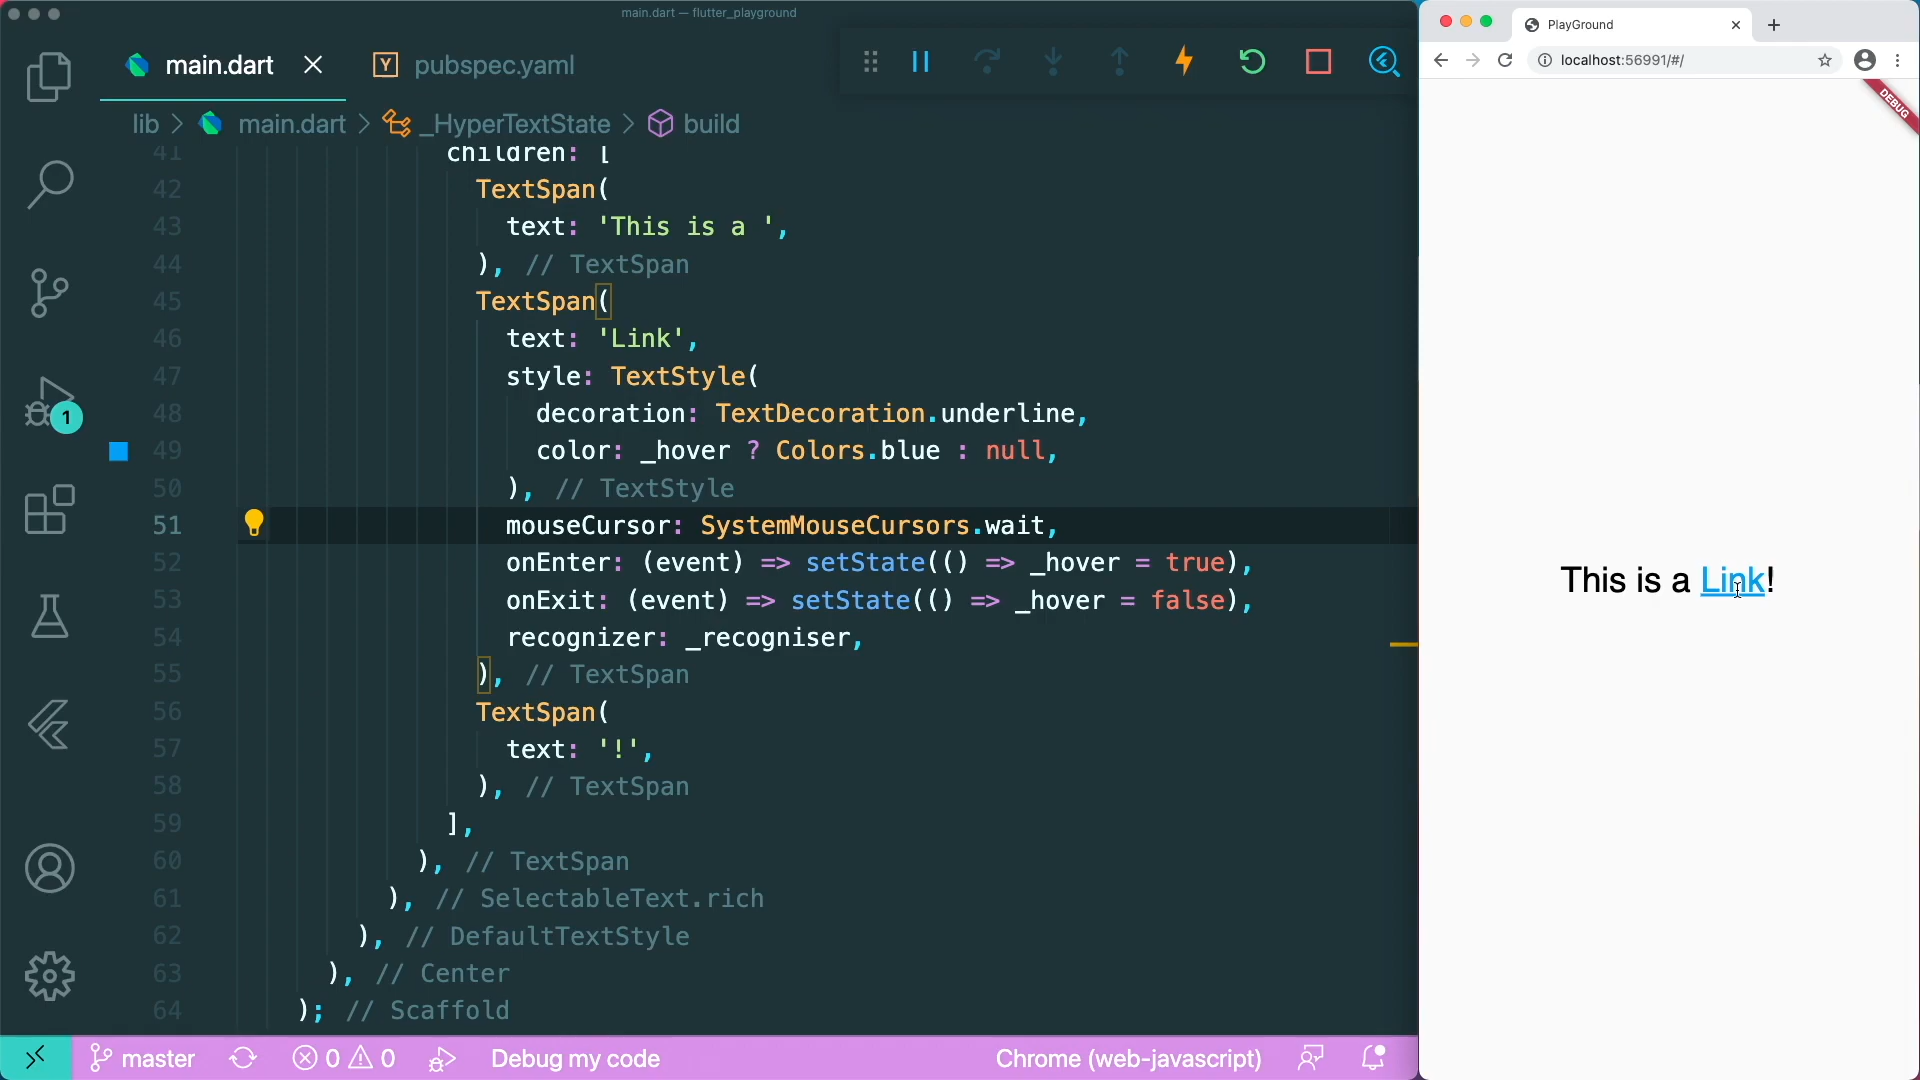 main.dart — flutter_playground
main.dart
pubspec.yaml
lib > main.dart > _HyperTextState > build
41 children: [
42 TextSpan(
43 text: 'This is a ',
44 ), // TextSpan
45 TextSpan(
46 text: 'Link',
47 style: TextStyle(
48 decoration: TextDecoration.underline,
49 color: _hover ? Colors.blue : null,
50 ), // TextStyle
51 mouseCursor: SystemMouseCursors.wait,
52 onEnter: (event) => setState(() => _hover = true),
53 onExit: (event) => setState(() => _hover = false),
54 recognizer: _recogniser,
55 ), // TextSpan
56 TextSpan(
57 text: '!',
58 ), // TextSpan
59 ],
60 ), // TextSpan
61 ), // SelectableText.rich
62 ), // DefaultTextStyle
63 ), // Center
64 ); // Scaffold
1
master
0 0
Debug my code
Chrome (web-javascript)
PlayGround
localhost:56991/#/
DEBUG
This is a Link!